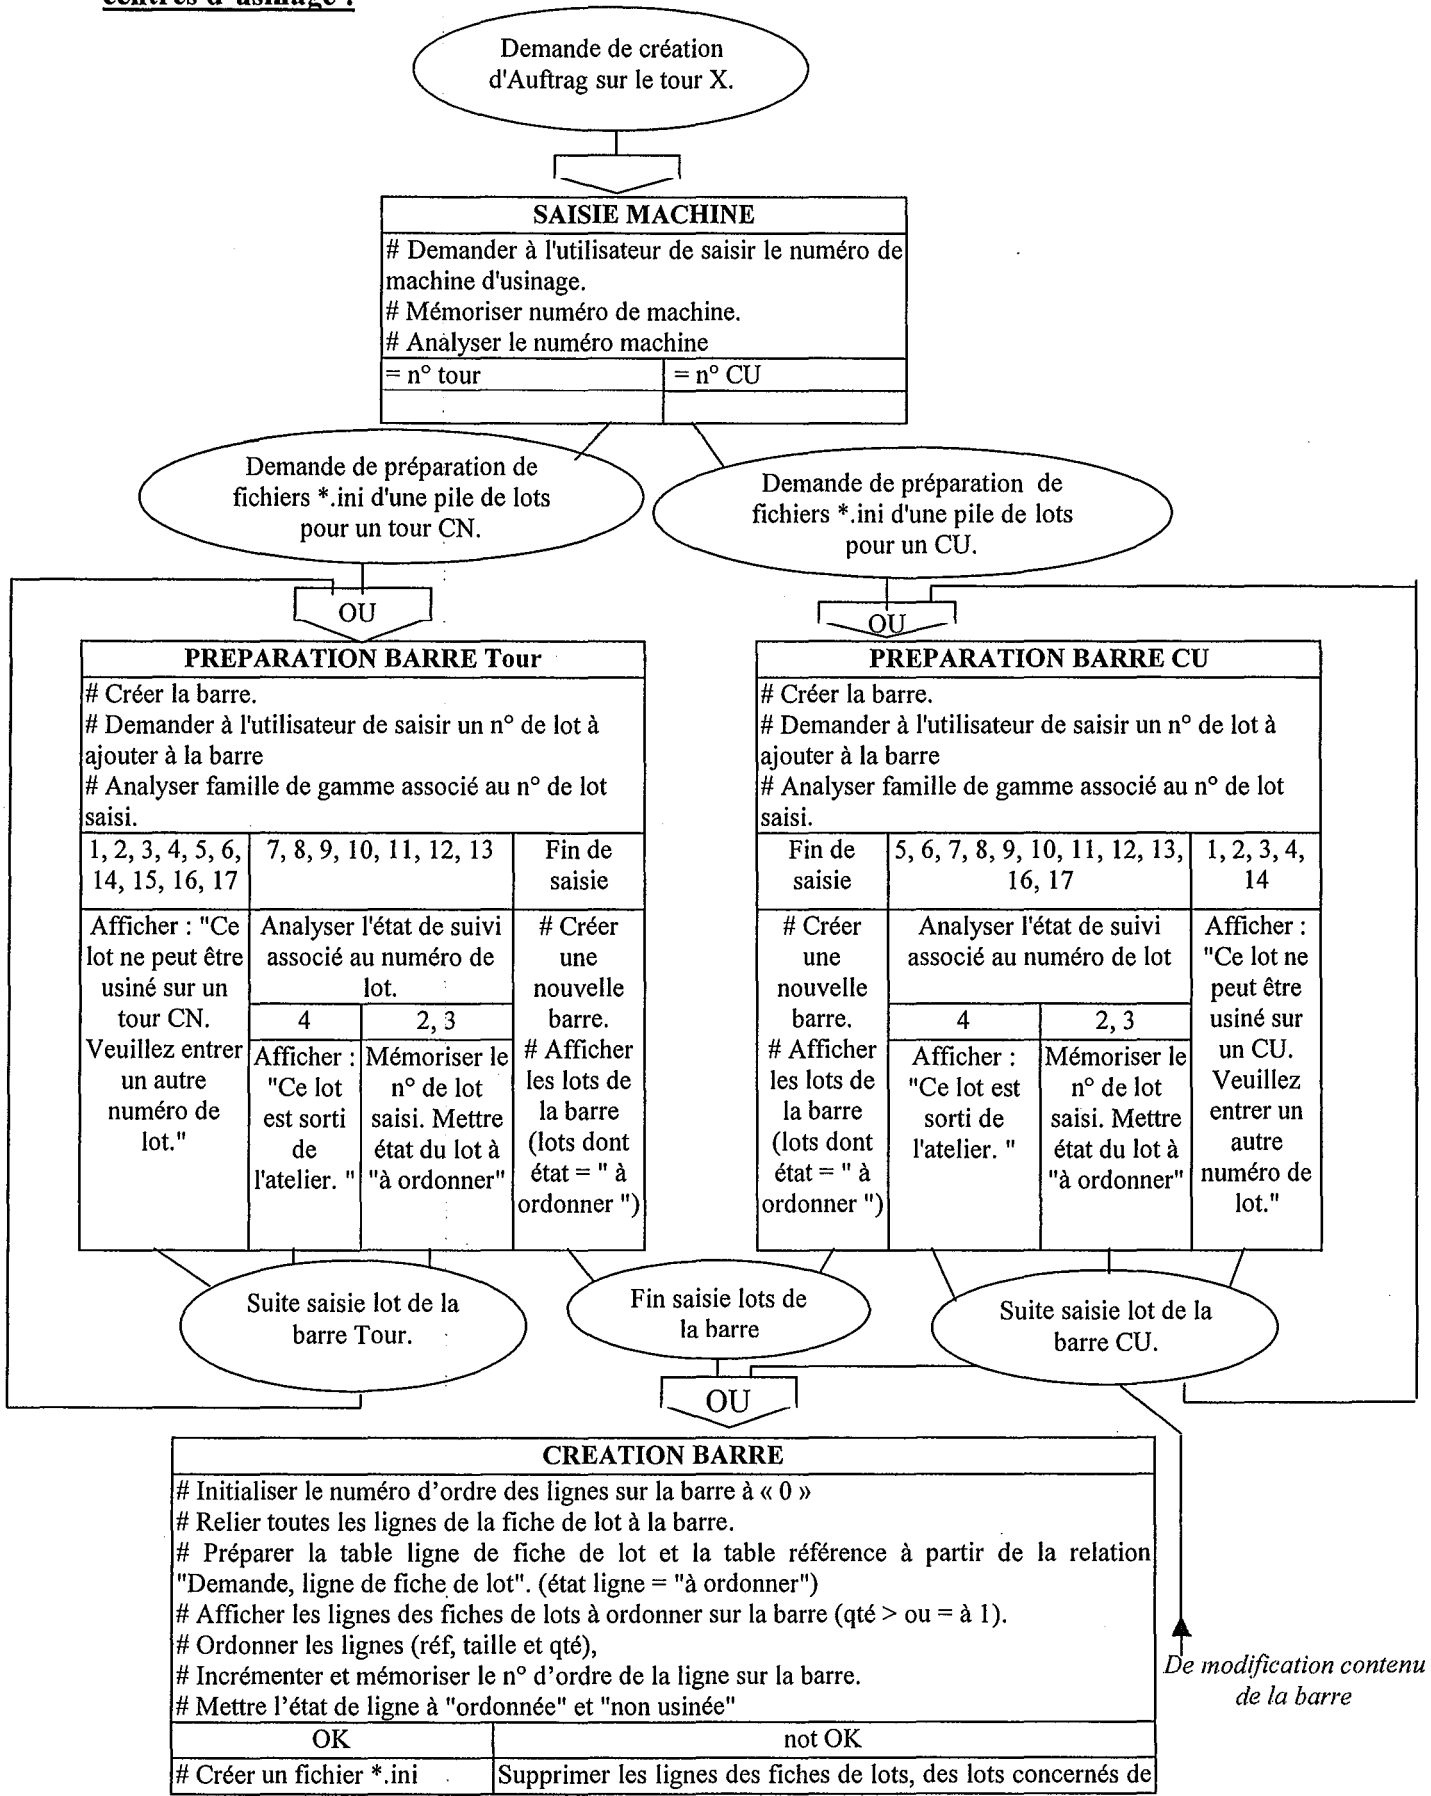 centres d'usinage :
Demande de création
d'Auftrag sur le tour X.
SAISIE MACHINE
# Demander à l'utilisateur de saisir le numéro de
machine d'usinage.
# Mémoriser numéro de machine.
# Analyser le numéro machine
= n° tour
= n° CU
Demande de préparation de
fichiers *.ini d'une pile de lots
pour un tour CN.
Demande de préparation de
fichiers *.ini d'une pile de lots
pour un CU.
OU
OU
PREPARATION BARRE Tour
# Créer la barre.
# Demander à l'utilisateur de saisir un n° de lot à
ajouter à la barre
# Analyser famille de gamme associé au n° de lot
saisi.
1, 2, 3, 4, 5, 6,
14, 15, 16, 17
7, 8, 9, 10, 11, 12, 13
Fin de
saisie
Afficher : "Ce
lot ne peut être
usiné sur un
tour CN.
Veuillez entrer
un autre
numéro de
lot."
Analyser l'état de suivi
associé au numéro de
lot.
4
2, 3
Afficher :
"Ce lot
est sorti
de
l'atelier. "
Mémoriser le
n° de lot
saisi. Mettre
état du lot à
"à ordonner"
# Créer
une
nouvelle
barre.
# Afficher
les lots de
la barre
(lots dont
état = " à
ordonner ")
PREPARATION BARRE CU
# Créer la barre.
# Demander à l'utilisateur de saisir un n° de lot à
ajouter à la barre
# Analyser famille de gamme associé au n° de lot
saisi.
Fin de
saisie
5, 6, 7, 8, 9, 10, 11, 12, 13,
16, 17
1, 2, 3, 4,
14
# Créer
une
nouvelle
barre.
# Afficher
les lots de
la barre
(lots dont
état = " à
ordonner ")
Analyser l'état de suivi
associé au numéro de lot
4
2, 3
Afficher :
"Ce lot est
sorti de
l'atelier. "
Mémoriser le
n° de lot
saisi. Mettre
état du lot à
"à ordonner"
Afficher :
"Ce lot ne
peut être
usiné sur
un CU.
Veuillez
entrer un
autre
numéro de
lot."
Suite saisie lot de la
barre Tour.
Fin saisie lots de
la barre
Suite saisie lot de la
barre CU.
OU
CREATION BARRE
# Initialiser le numéro d'ordre des lignes sur la barre à « 0 »
# Relier toutes les lignes de la fiche de lot à la barre.
# Préparer la table ligne de fiche de lot et la table référence à partir de la relation
"Demande, ligne de fiche de lot". (état ligne = "à ordonner")
# Afficher les lignes des fiches de lots à ordonner sur la barre (qté > ou = à 1).
# Ordonner les lignes (réf, taille et qté),
# Incrémenter et mémoriser le n° d'ordre de la ligne sur la barre.
# Mettre l'état de ligne à "ordonnée" et "non usinée"
OK
not OK
# Créer un fichier *.ini
Supprimer les lignes des fiches de lots, des lots concernés de
De modification contenu
de la barre